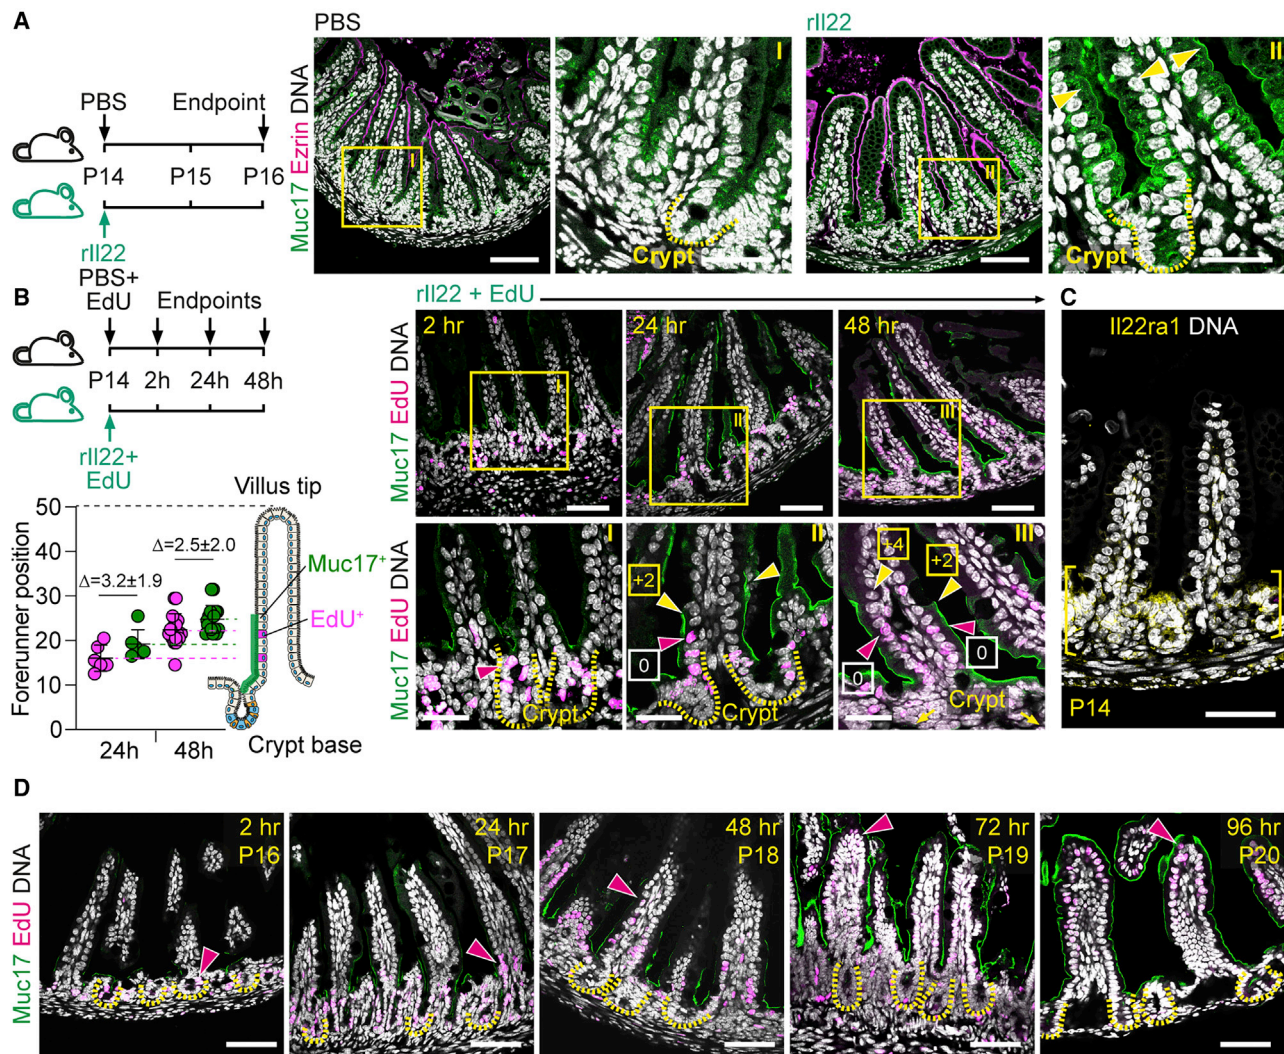 A
PBS
Endpoint
P14
P15
P16
rIl22
Muc17 Ezrin DNA
PBS
I
I
Crypt
rIl22
II
II
Crypt
B
PBS+
EdU
Endpoints
P14
2h
24h
48h
rIl22+
EdU
Forerunner position
50
40
30
20
10
0
Δ=3.2±1.9
Δ=2.5±2.0
24h
48h
Villus tip
Muc17+
EdU+
Crypt base
rIl22 + EdU
Muc17 EdU DNA
2 hr
I
24 hr
II
48 hr
III
Muc17 EdU DNA
I
Crypt
II
+2
0
Crypt
III
+4
+2
0
0
Crypt
C
Il22ra1 DNA
P14
D
Muc17 EdU DNA
2 hr
P16
24 hr
P17
48 hr
P18
72 hr
P19
96 hr
P20